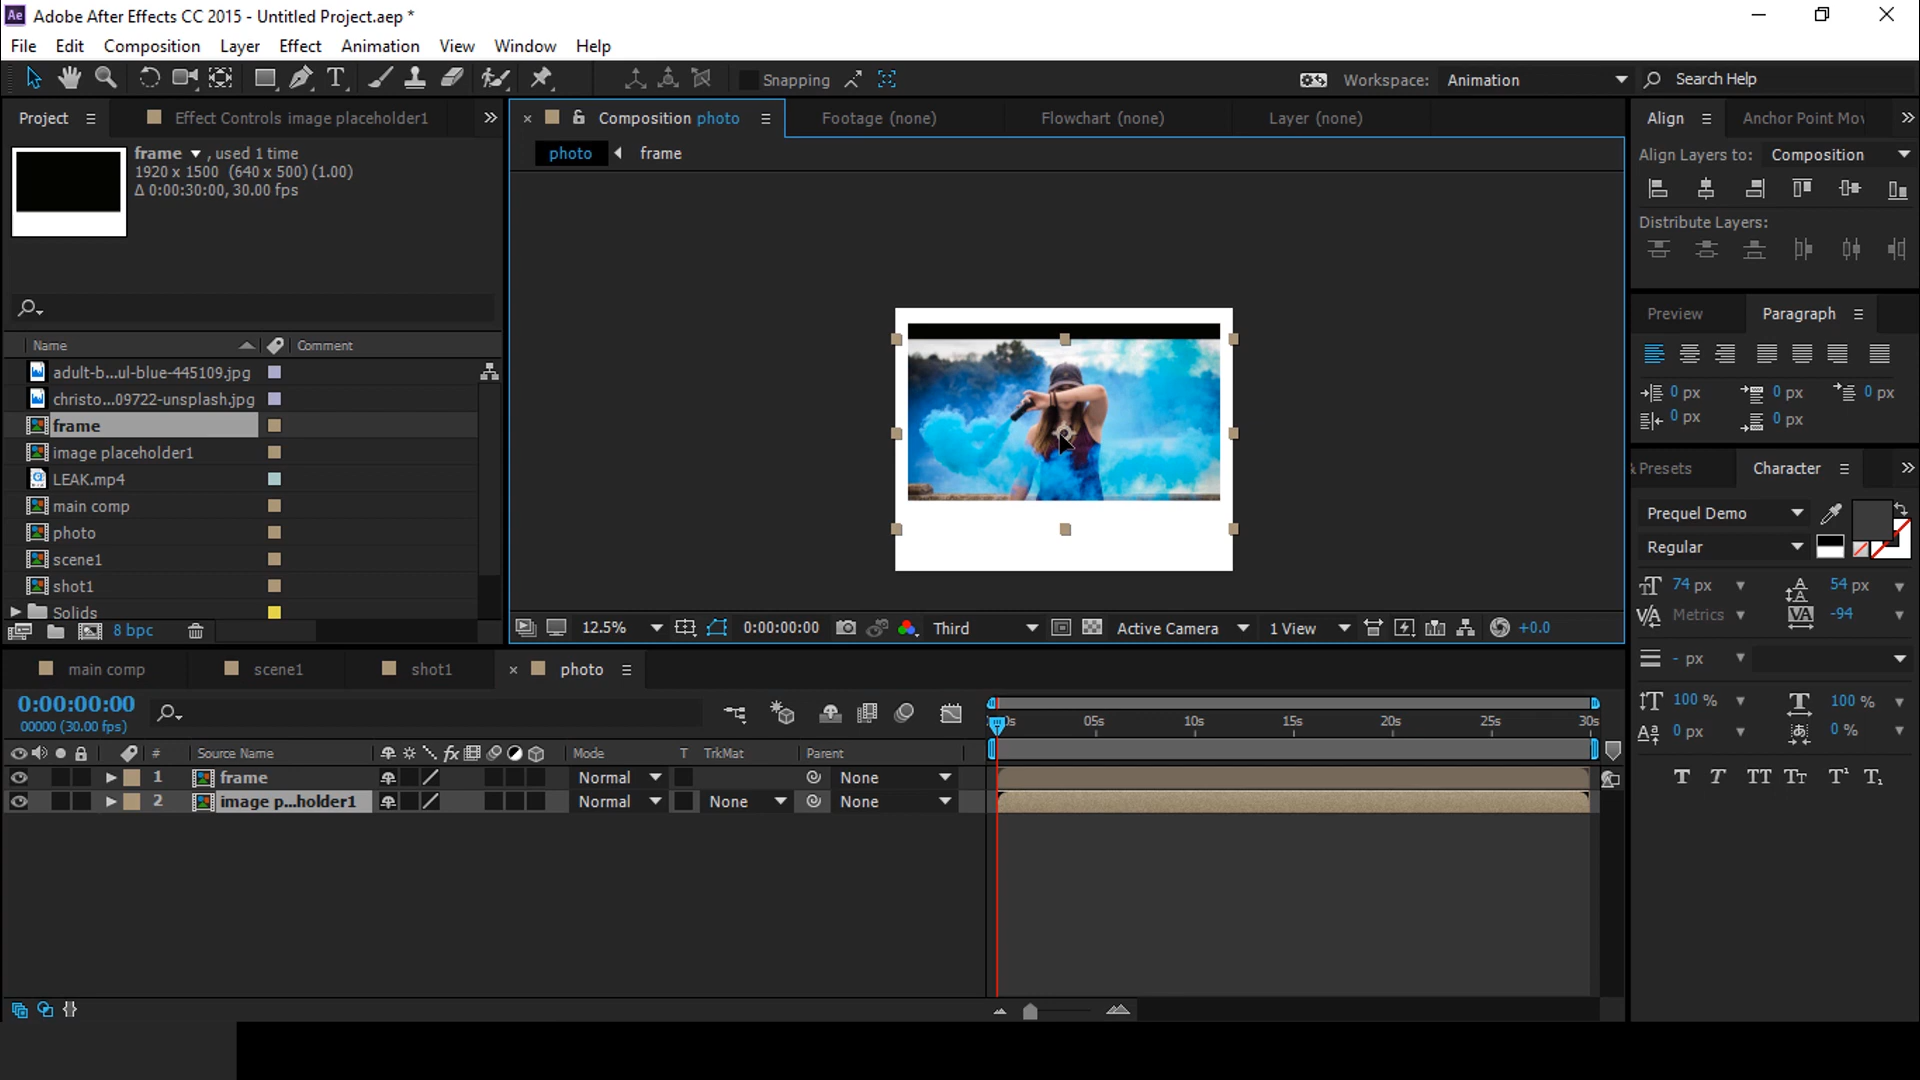 Adobe After Effects CC 2015 - Untitled Project.aep *
File Edit Composition Layer Effect Animation View Window Help
Snapping
Workspace: Animation
Search Help
Project
Effect Controls image placeholder1
Composition photo
Footage (none)
Flowchart (none)
Layer (none)
Align
Anchor Point Mov
frame , used 1 time
1920 x 1500 (640 x 500) (1.00)
Δ 0:00:30:00, 30.00 fps
photo
frame
Align Layers to: Composition
Distribute Layers:
Preview
Paragraph
Name
Comment
adult-b...ul-blue-445109.jpg
christo...09722-unsplash.jpg
frame
image placeholder1
LEAK.mp4
main comp
photo
scene1
shot1
Solids
8 bpc
0 px 0 px 0 px
0 px 0 px
& Presets
Character
Prequel Demo
Regular
74 px 54 px
Metrics -94
- px
100 % 100 %
0 px 0 %
T T TT Tt T¹ T₁
12.5% 0:00:00:00 Third Active Camera 1 View +0.0
main comp scene1 shot1 photo
0:00:00:00
00000 (30.00 fps)
0s 05s 10s 15s 20s 25s 30s
# Source Name Mode T TrkMat Parent
1 frame Normal None
2 image p...holder1 Normal None None